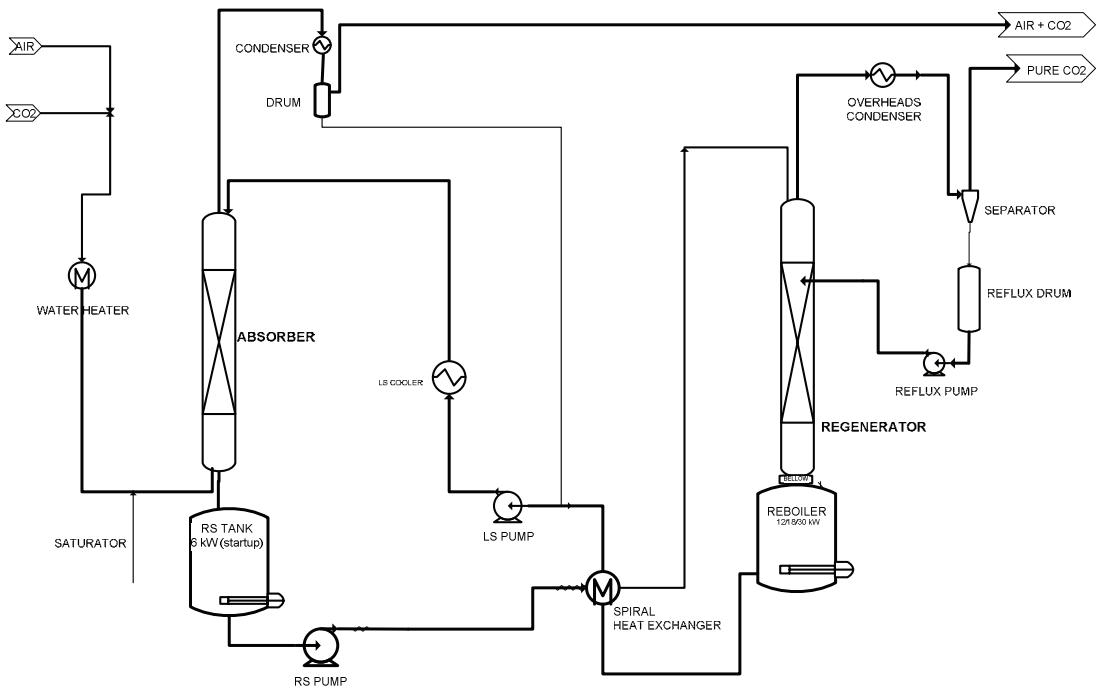 AIR
CO2
CONDENSER
DRUM
AIR + CO2
PURE CO2
OVERHEADS
CONDENSER
SEPARATOR
REFLUX DRUM
REFLUX PUMP
WATER HEATER
ABSORBER
LS COOLER
REGENERATOR
BELLOW
REBOILER
12/18/30 kW
SATURATOR
RS TANK
6 kW (startup)
LS PUMP
SPIRAL
HEAT EXCHANGER
RS PUMP